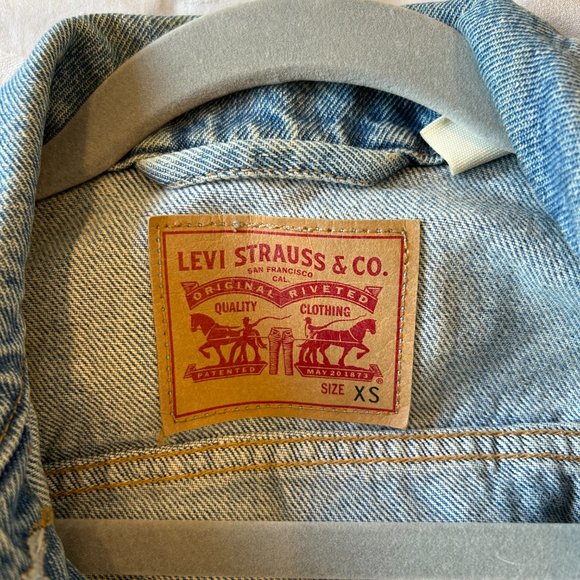 LEVI STRAUSS & CO.
SAN FRANCISCO
CAL.
ORIGINAL RIVETED
QUALITY CLOTHING
PATENTED MAY 20 1873 ®
SIZE XS